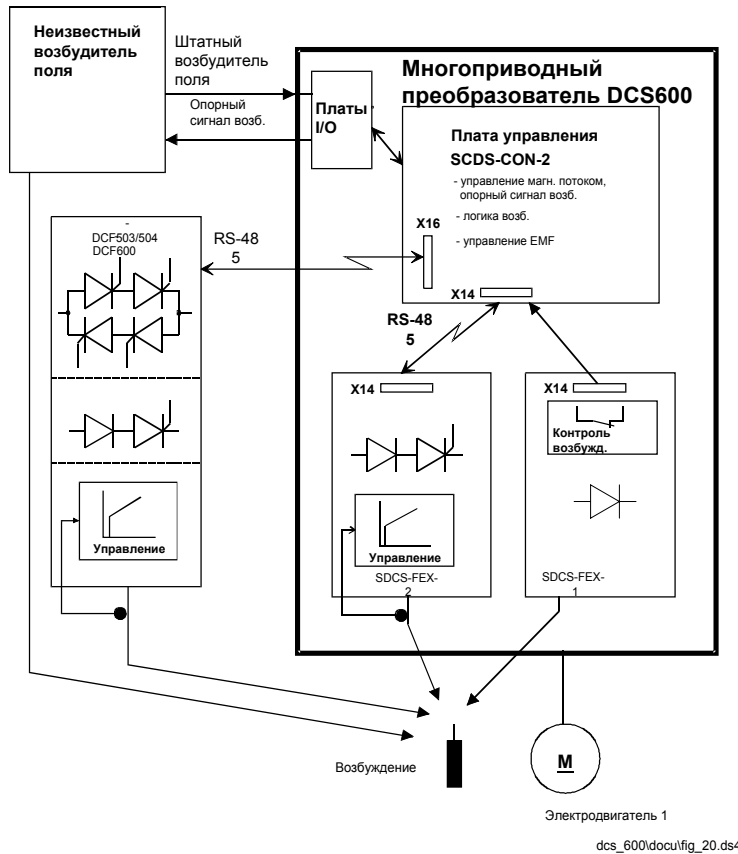 Неизвестный
возбудитель
поля
Штатный
возбудитель
поля
Опорный
сигнал возб.
Платы
I/O
Многоприводный
преобразователь DCS600
Плата управления
SCDS-CON-2
- управление магн. потоком,
опорный сигнал возб.
- логика возб.
- управление EMF
X16
X14
-
DCF503/504
DCF600
RS-48
5
RS-48
5
X14
X14
Контроль
возбужд.
Управление
Управление
SDCS-FEX-
2
SDCS-FEX-
1
Возбуждение
M
Электродвигатель 1
dcs_600\docu\fig_20.ds4